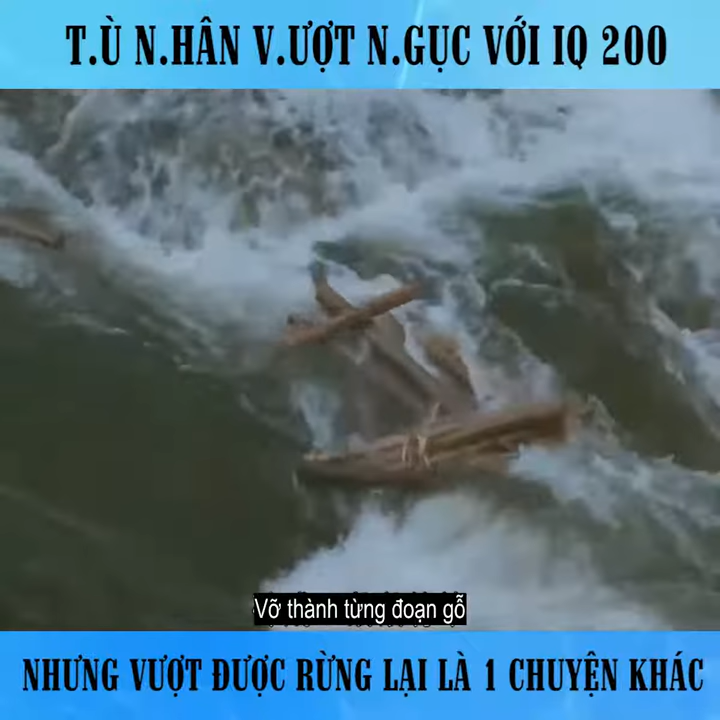 T.Ù N.HÂN V.ƯỢT N.GỤC VỚI IQ 200
Vỡ thành từng đoạn gỗ
NHƯNG VƯỢT ĐƯỢC RỪNG LẠI LÀ 1 CHUYỆN KHÁC